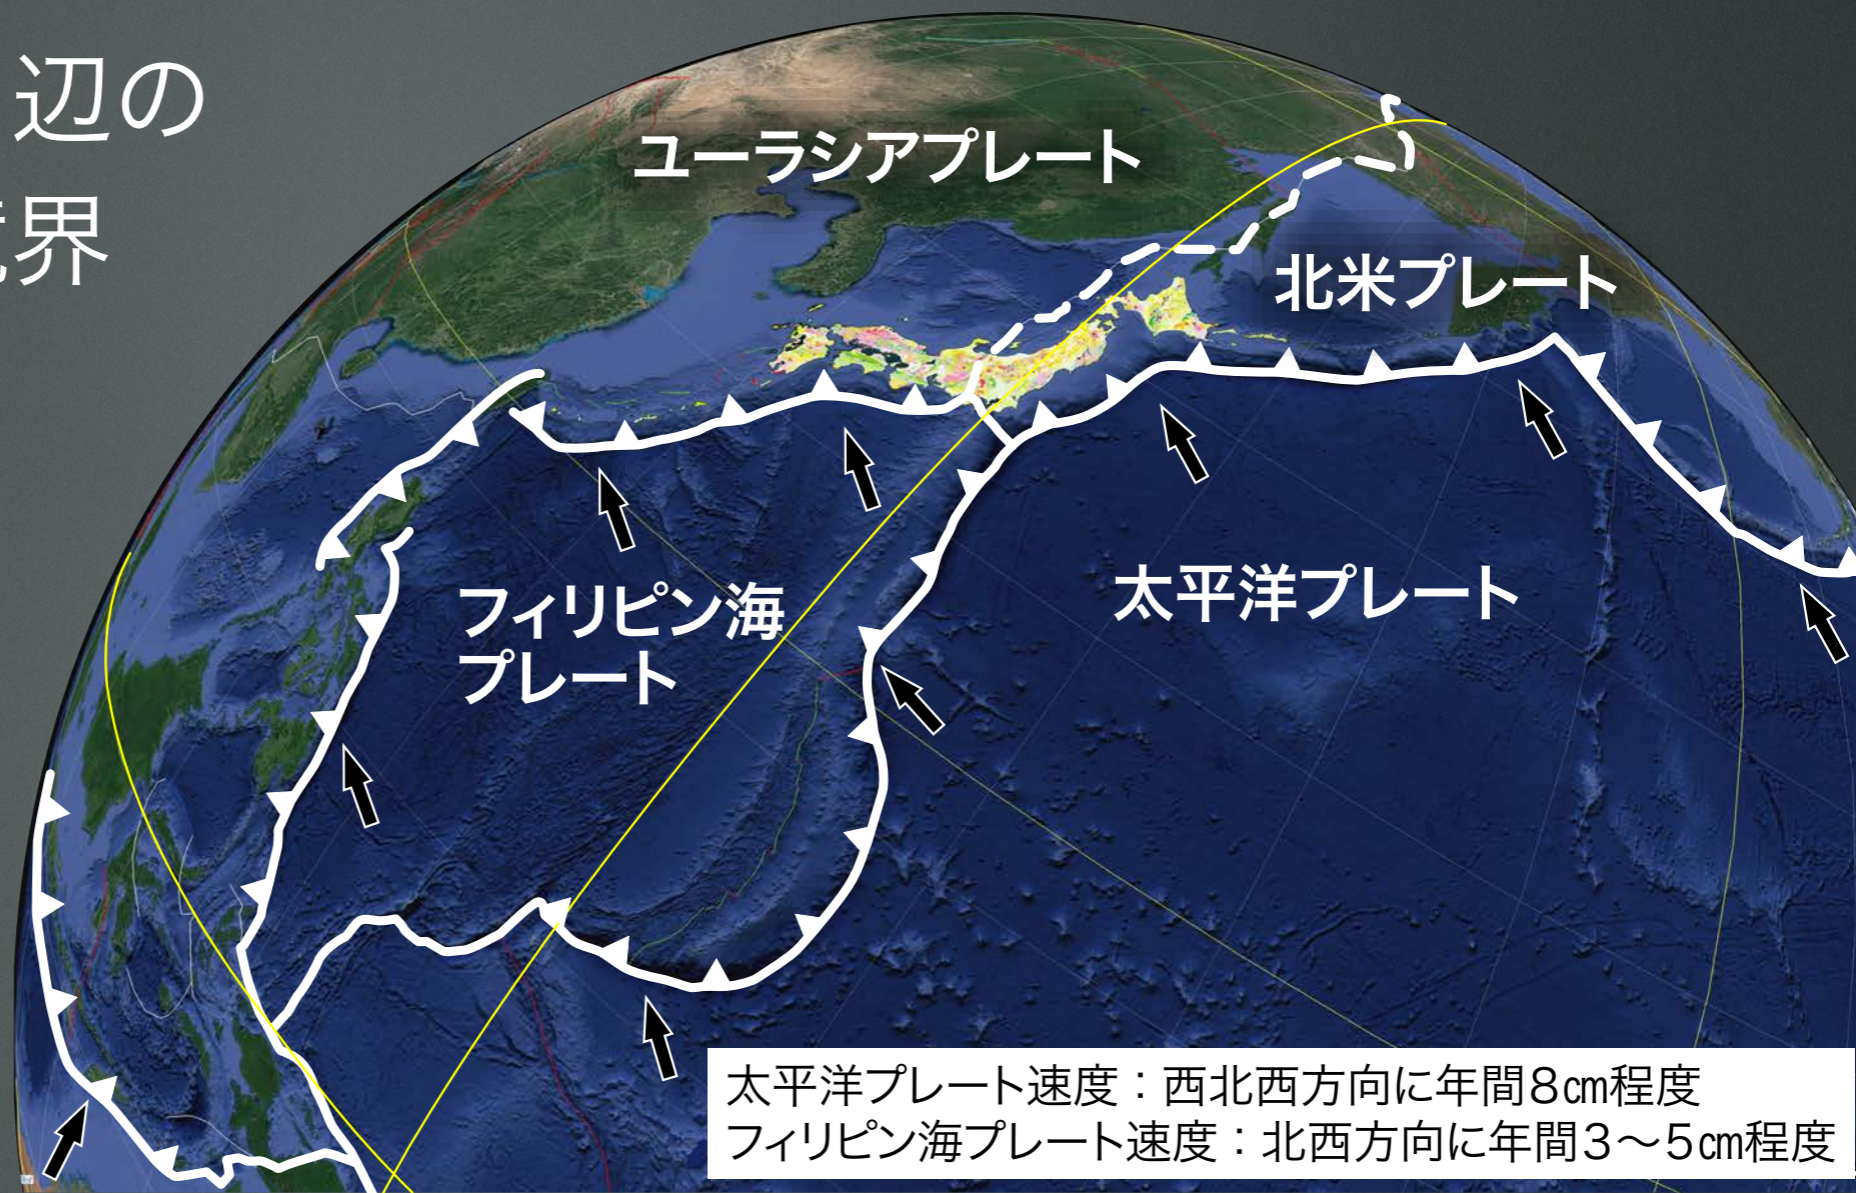 辺の
界
ユーラシアプレート
北米プレート
フィリピン海
プレート
太平洋プレート
太平洋プレート速度：西北西方向に年間8㎝程度
フィリピン海プレート速度：北西方向に年間3～5㎝程度